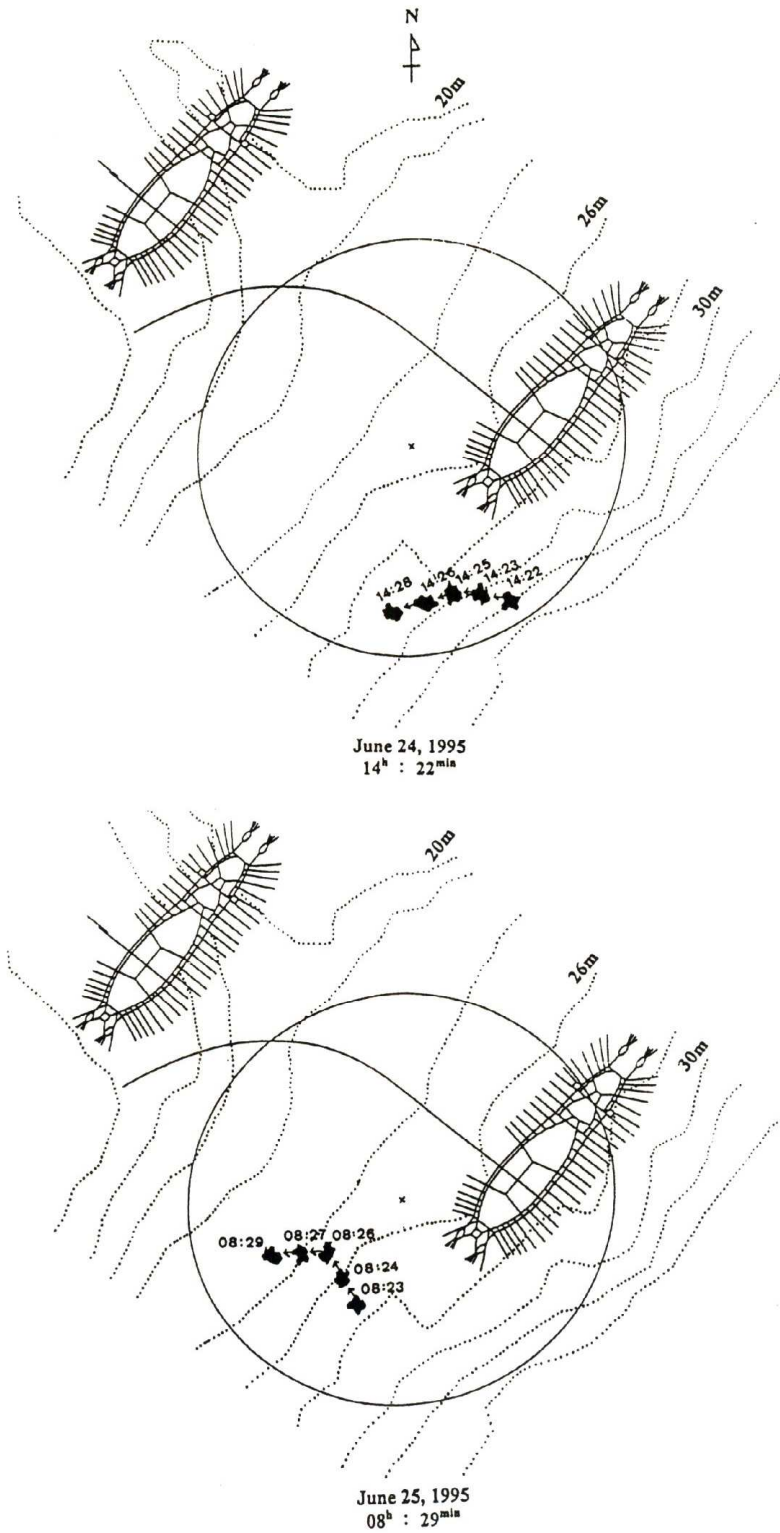 N
20m
26m
30m
14:28
14:26
14:25
14:23
14:22
June 24, 1995
14ʰ : 22ᵐⁱⁿ
20m
26m
30m
08:29
08:27
08:26
08:24
08:23
June 25, 1995
08ʰ : 29ᵐⁱⁿ